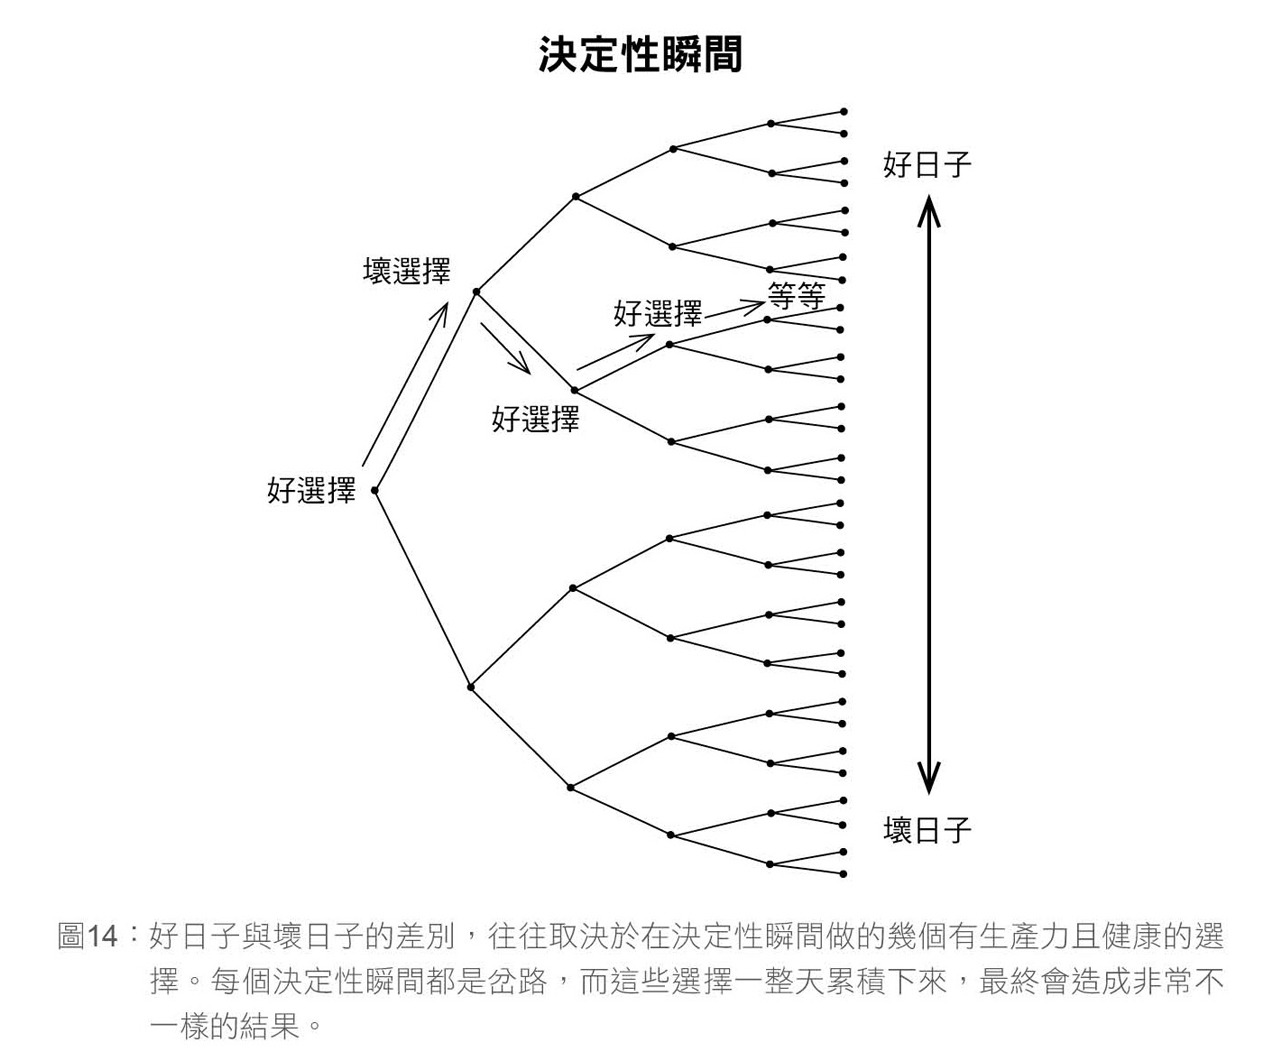 決定性瞬間
好日子
壞選擇
好選擇
等等
好選擇
好選擇
壞日子
圖14：好日子與壞日子的差別，往往取決於在決定性瞬間做的幾個有生產力且健康的選
擇。每個決定性瞬間都是岔路，而這些選擇一整天累積下來，最終會造成非常不
一樣的結果。